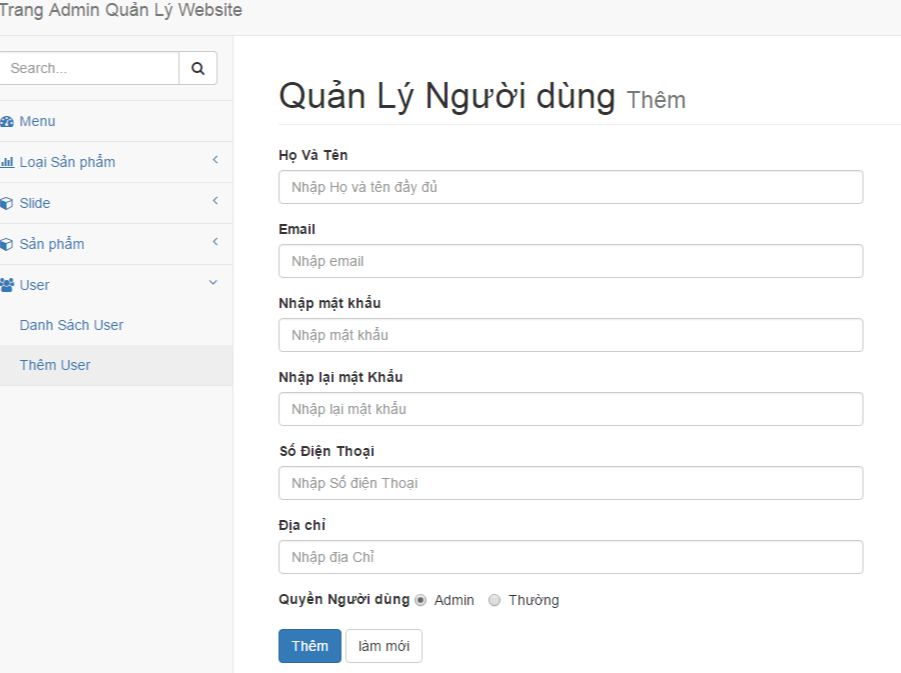 Trang Admin Quản Lý Website
Search...
Menu
Loại Sản phẩm
Slide
Sản phẩm
User
Danh Sách User
Thêm User
Quản Lý Người dùng Thêm
Họ Và Tên
Nhập Họ và tên đầy đủ
Email
Nhập email
Nhập mật khẩu
Nhập mật khẩu
Nhập lại mật Khẩu
Nhập lại mật khẩu
Số Điện Thoại
Nhập Số điện Thoại
Địa chỉ
Nhập địa Chỉ
Quyền Người dùng Admin Thường
Thêm làm mới